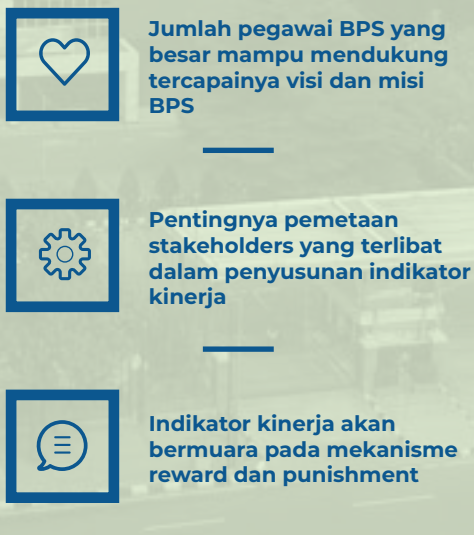 Jumlah pegawai BPS yang
besar mampu mendukung
tercapainya visi dan misi
BPS
Pentingnya pemetaan
stakeholders yang terlibat
dalam penyusunan indikator
kinerja
Indikator kinerja akan
bermuara pada mekanisme
reward dan punishment